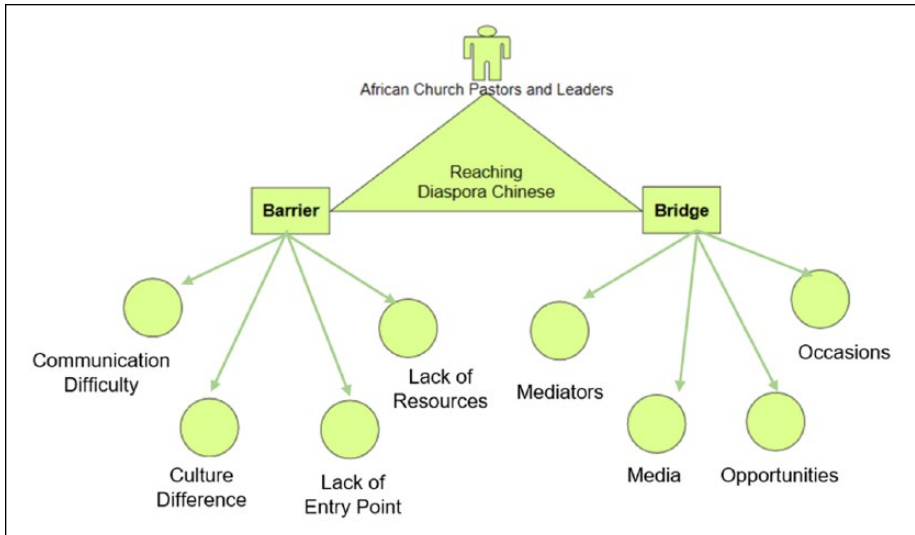 African Church Pastors and Leaders
Reaching
Diaspora Chinese
Barrier
Bridge
Communication
Difficulty
Culture
Difference
Lack of
Entry Point
Lack of
Resources
Mediators
Media
Opportunities
Occasions